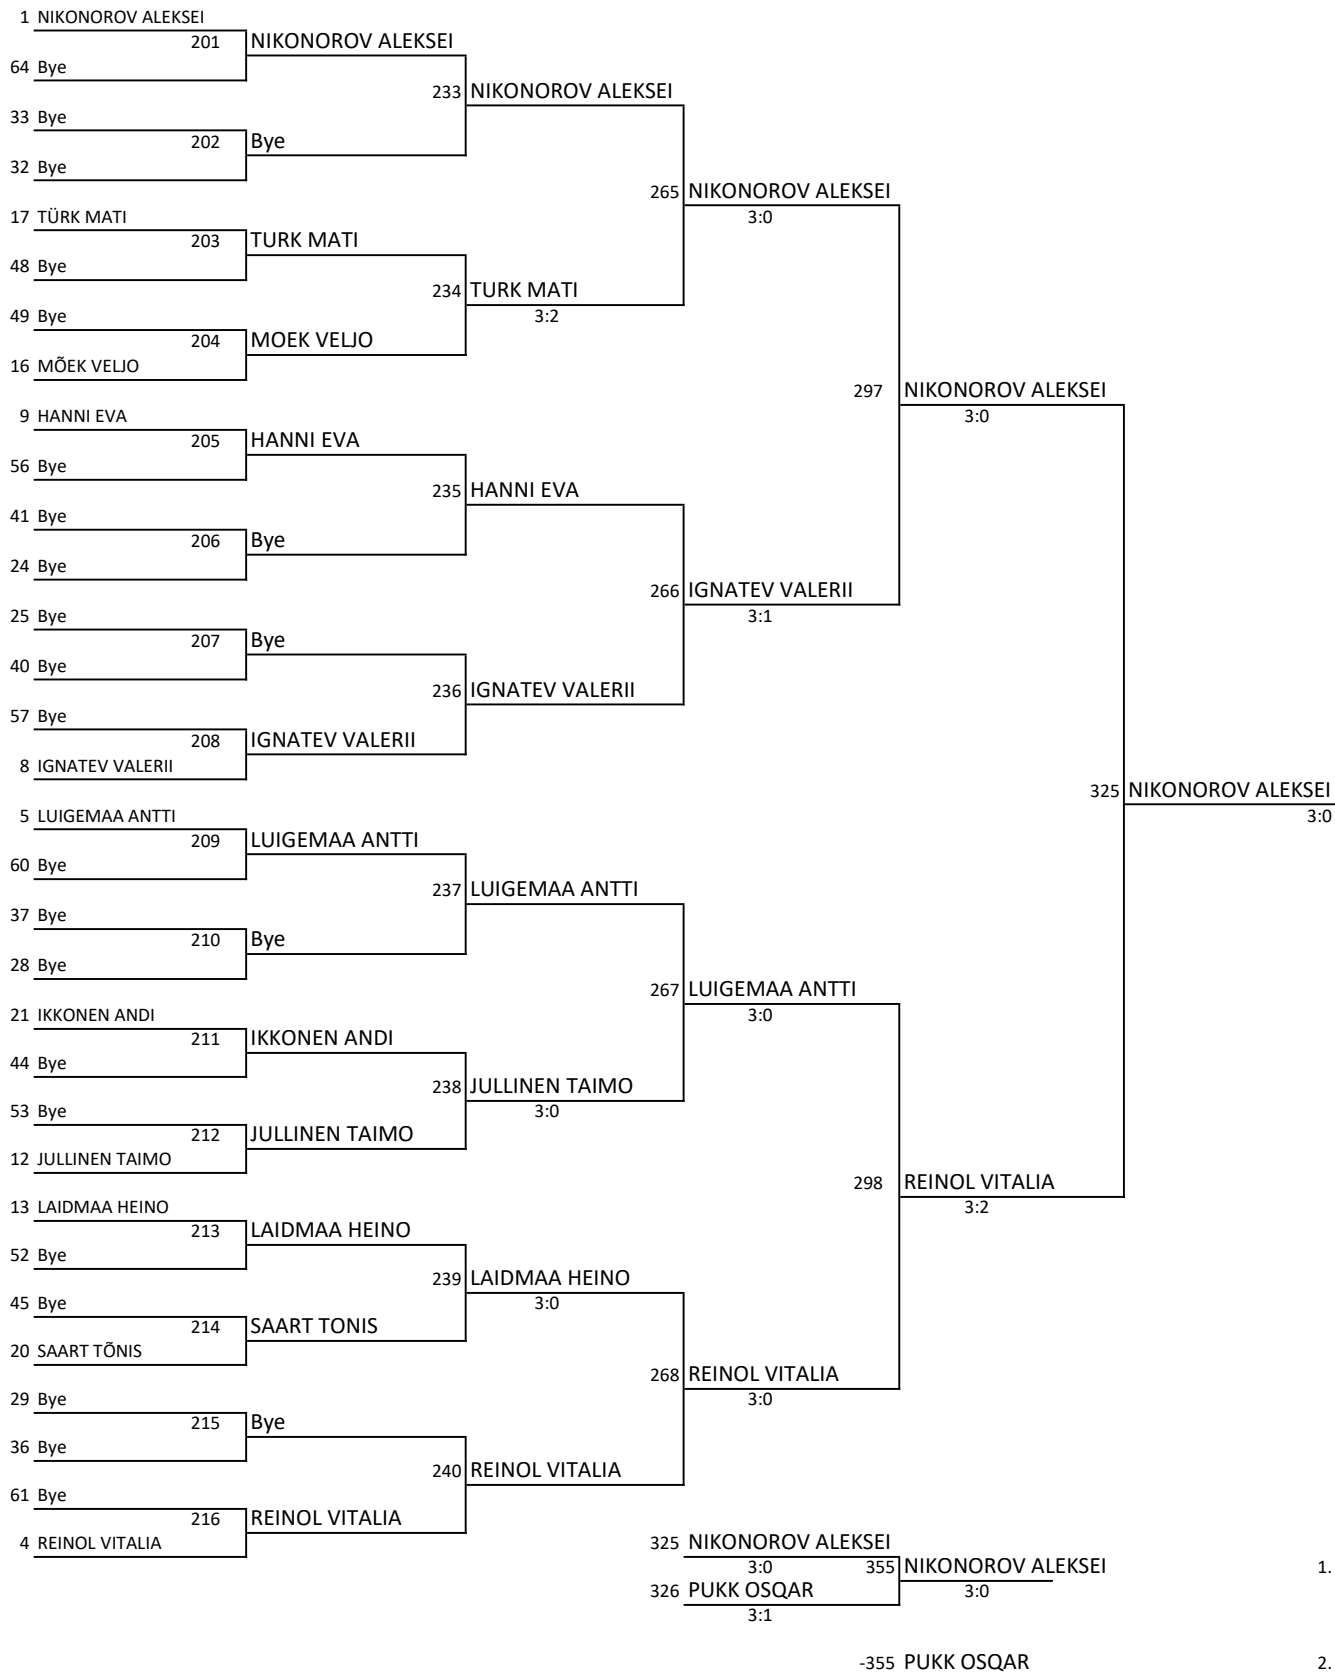 1 NIKONOROV ALEKSEI
201 NIKONOROV ALEKSEI
64 Bye
233 NIKONOROV ALEKSEI
33 Bye
202 Bye
32 Bye
265 NIKONOROV ALEKSEI
3:0
17 TÜRK MATI
203 TURK MATI
48 Bye
234 TURK MATI
3:2
49 Bye
204 MOEK VELJO
16 MÕEK VELJO
297 NIKONOROV ALEKSEI
3:0
9 HANNI EVA
205 HANNI EVA
56 Bye
235 HANNI EVA
41 Bye
206 Bye
24 Bye
266 IGNATEV VALERII
3:1
25 Bye
207 Bye
40 Bye
236 IGNATEV VALERII
57 Bye
208 IGNATEV VALERII
8 IGNATEV VALERII
325 NIKONOROV ALEKSEI
3:0
5 LUIGEMAA ANTTI
209 LUIGEMAA ANTTI
60 Bye
237 LUIGEMAA ANTTI
37 Bye
210 Bye
28 Bye
267 LUIGEMAA ANTTI
3:0
21 IKKONEN ANDI
211 IKKONEN ANDI
44 Bye
238 JULLINEN TAIMO
3:0
53 Bye
212 JULLINEN TAIMO
12 JULLINEN TAIMO
298 REINOL VITALIA
3:2
13 LAIDMAA HEINO
213 LAIDMAA HEINO
52 Bye
239 LAIDMAA HEINO
3:0
45 Bye
214 SAART TONIS
20 SAART TÕNIS
268 REINOL VITALIA
3:0
29 Bye
215 Bye
36 Bye
240 REINOL VITALIA
61 Bye
216 REINOL VITALIA
4 REINOL VITALIA
325 NIKONOROV ALEKSEI
3:0
355 NIKONOROV ALEKSEI 1.
3:0
326 PUKK OSQAR
3:1
-355 PUKK OSQAR 2.